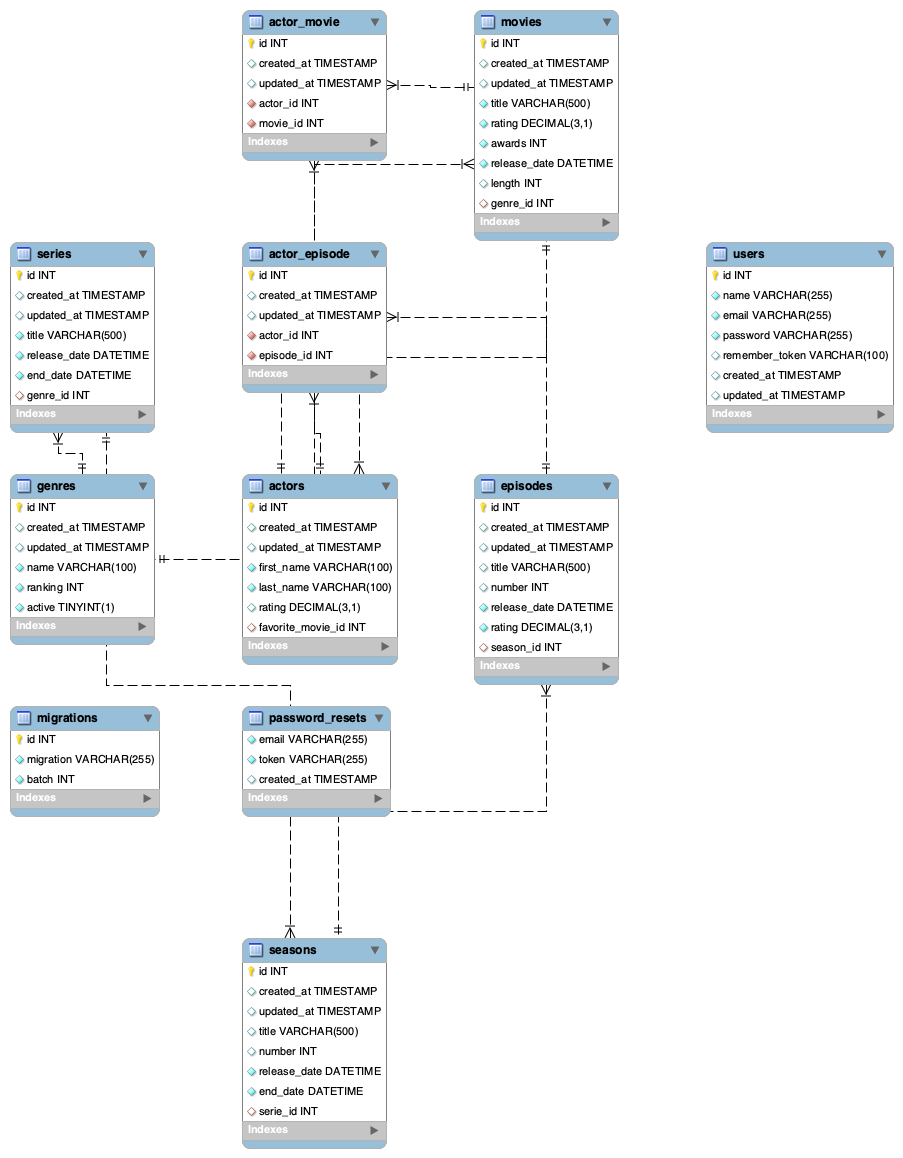 actor_movie
id INT
created_at TIMESTAMP
updated_at TIMESTAMP
actor_id INT
movie_id INT
Indexes
movies
id INT
created_at TIMESTAMP
updated_at TIMESTAMP
title VARCHAR(500)
rating DECIMAL(3,1)
awards INT
release_date DATETIME
length INT
genre_id INT
Indexes
series
id INT
created_at TIMESTAMP
updated_at TIMESTAMP
title VARCHAR(500)
release_date DATETIME
end_date DATETIME
genre_id INT
Indexes
actor_episode
id INT
created_at TIMESTAMP
updated_at TIMESTAMP
actor_id INT
episode_id INT
Indexes
users
id INT
name VARCHAR(255)
email VARCHAR(255)
password VARCHAR(255)
remember_token VARCHAR(100)
created_at TIMESTAMP
updated_at TIMESTAMP
Indexes
genres
id INT
created_at TIMESTAMP
updated_at TIMESTAMP
name VARCHAR(100)
ranking INT
active TINYINT(1)
Indexes
actors
id INT
created_at TIMESTAMP
updated_at TIMESTAMP
first_name VARCHAR(100)
last_name VARCHAR(100)
rating DECIMAL(3,1)
favorite_movie_id INT
Indexes
episodes
id INT
created_at TIMESTAMP
updated_at TIMESTAMP
title VARCHAR(500)
number INT
release_date DATETIME
rating DECIMAL(3,1)
season_id INT
Indexes
migrations
id INT
migration VARCHAR(255)
batch INT
Indexes
password_resets
email VARCHAR(255)
token VARCHAR(255)
created_at TIMESTAMP
Indexes
seasons
id INT
created_at TIMESTAMP
updated_at TIMESTAMP
title VARCHAR(500)
number INT
release_date DATETIME
end_date DATETIME
serie_id INT
Indexes